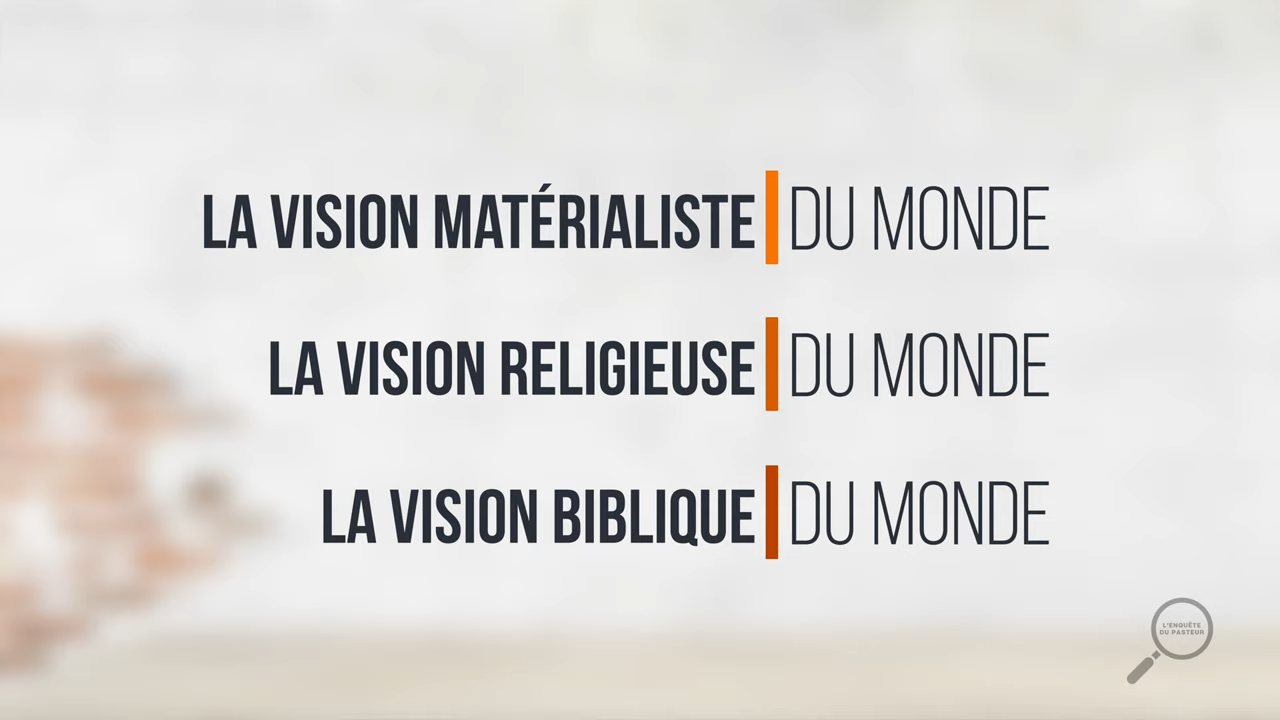 LA VISION MATÉRIALISTE DU MONDE
LA VISION RELIGIEUSE DU MONDE
LA VISION BIBLIQUE DU MONDE
L'ENQUÊTE
DU PASTEUR